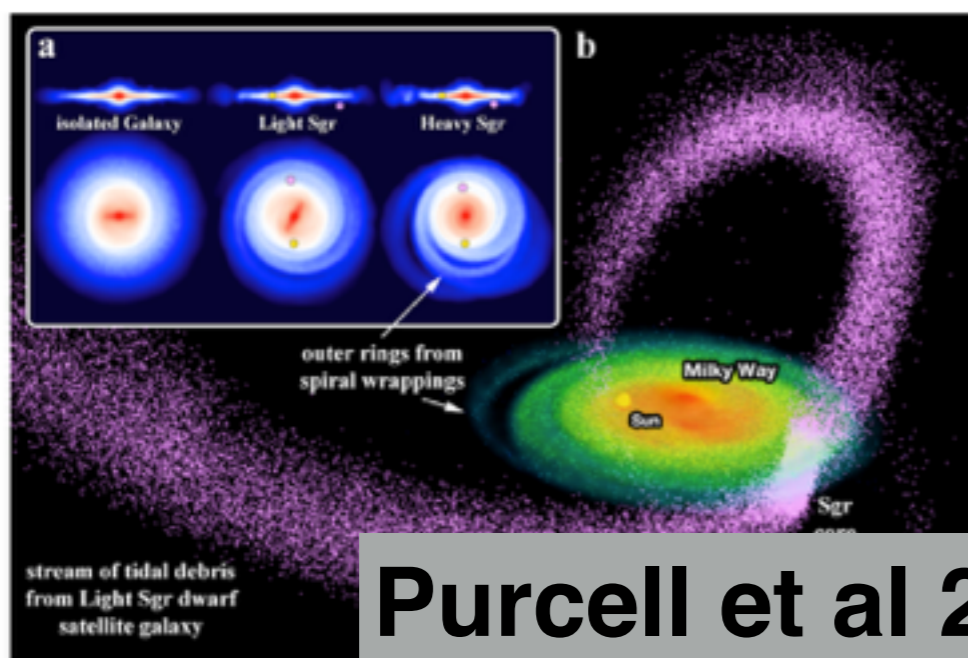 a
b
isolated Galaxy
Light Sgr
Heavy Sgr
outer rings from
spiral wrappings
Milky Way
Sun
Sgr
stream of tidal debris
from Light Sgr dwarf
satellite galaxy
Purcell et al 2